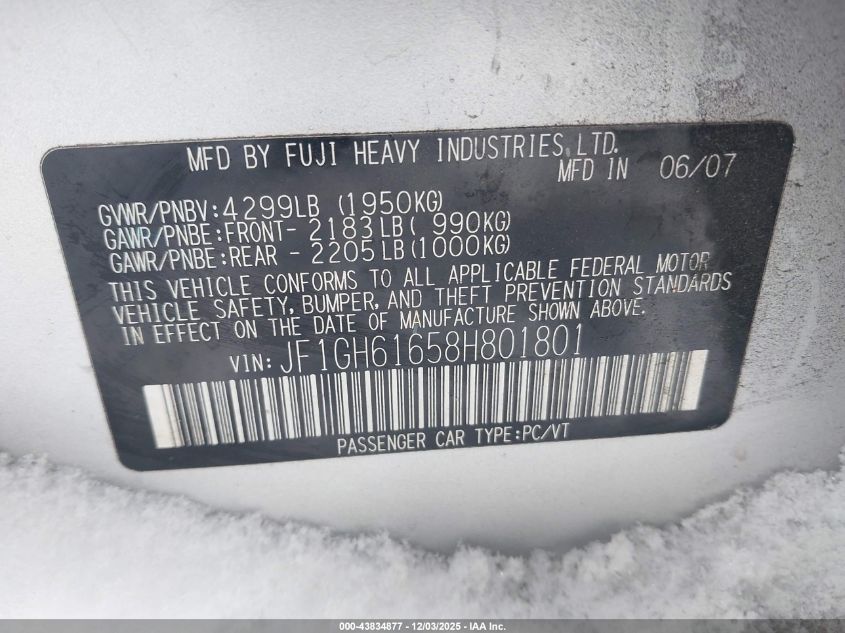 MFD BY FUJI HEAVY INDUSTRIES, LTD.
MFD IN 06/07
GVWR/PNBV:4299LB (1950KG)
GAWR/PNBE:FRONT- 2183LB( 990KG)
GAWR/PNBE:REAR - 2205LB(1000KG)
THIS VEHICLE CONFORMS TO ALL APPLICABLE FEDERAL MOTOR
VEHICLE SAFETY, BUMPER, AND THEFT PREVENTION STANDARDS
IN EFFECT ON THE DATE OF MANUFACTURE SHOWN ABOVE.
VIN: JF1GH61658H801801
PASSENGER CAR TYPE:PC/VT
000-43834877 - 12/03/2025 - IAA Inc.